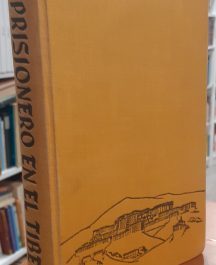 PRISIONERO EN EL TIBE